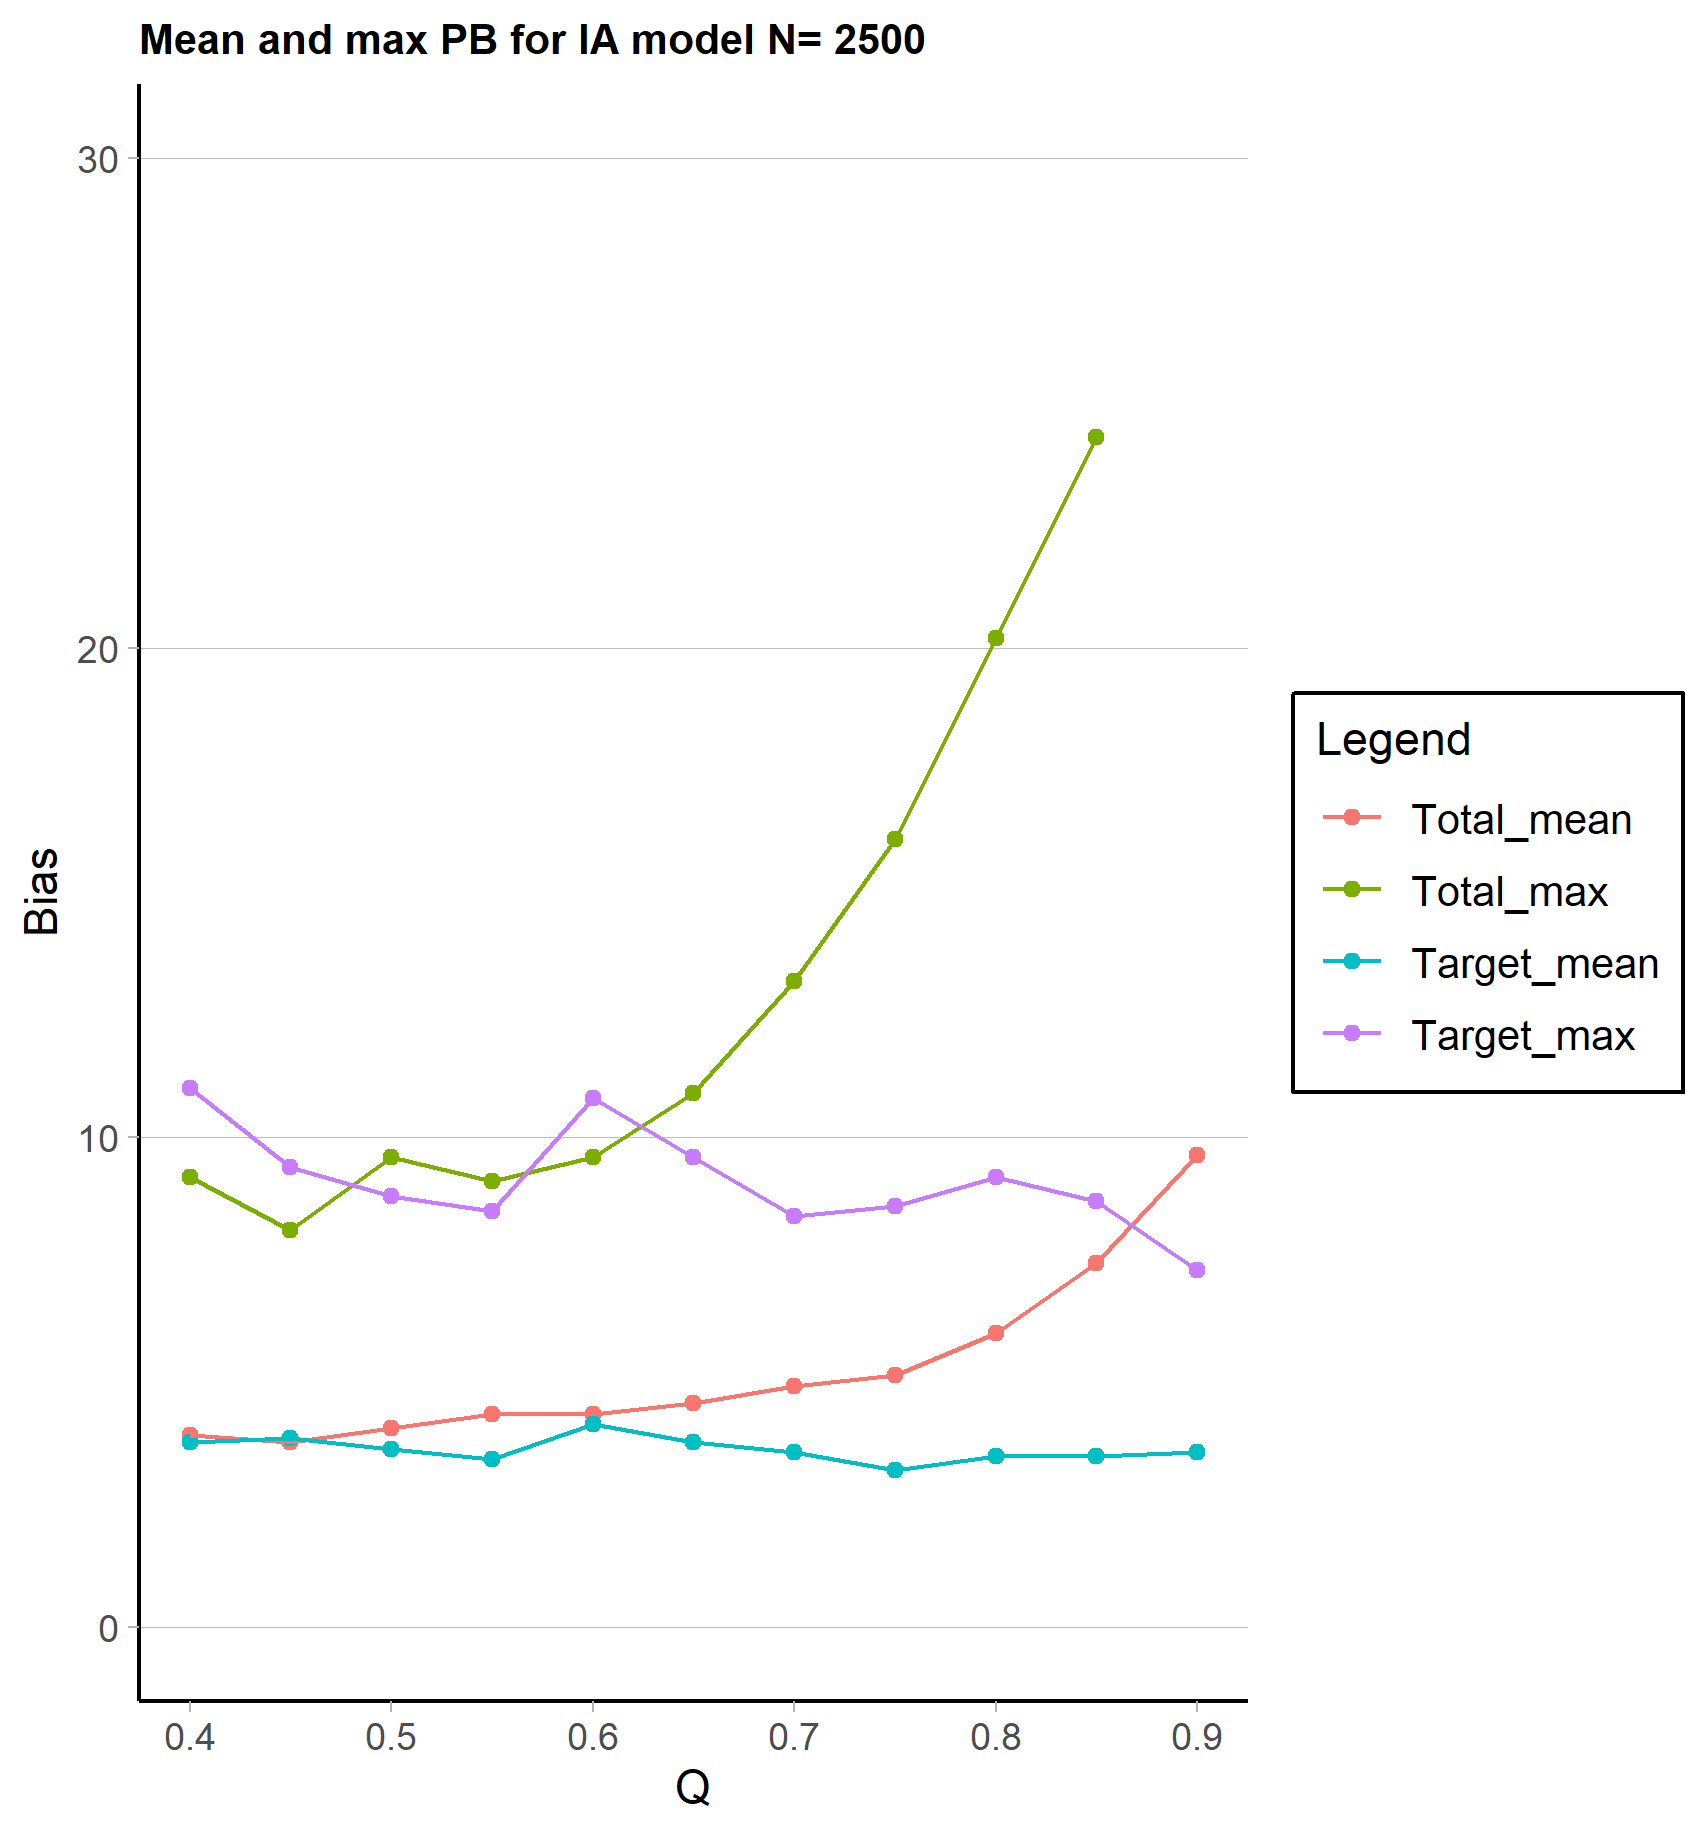 Mean and max PB for IA model N= 2500
30
20
10
0
Bias
0.4 0.5 0.6 0.7 0.8 0.9
Q
Legend
Total_mean
Total_max
Target_mean
Target_max